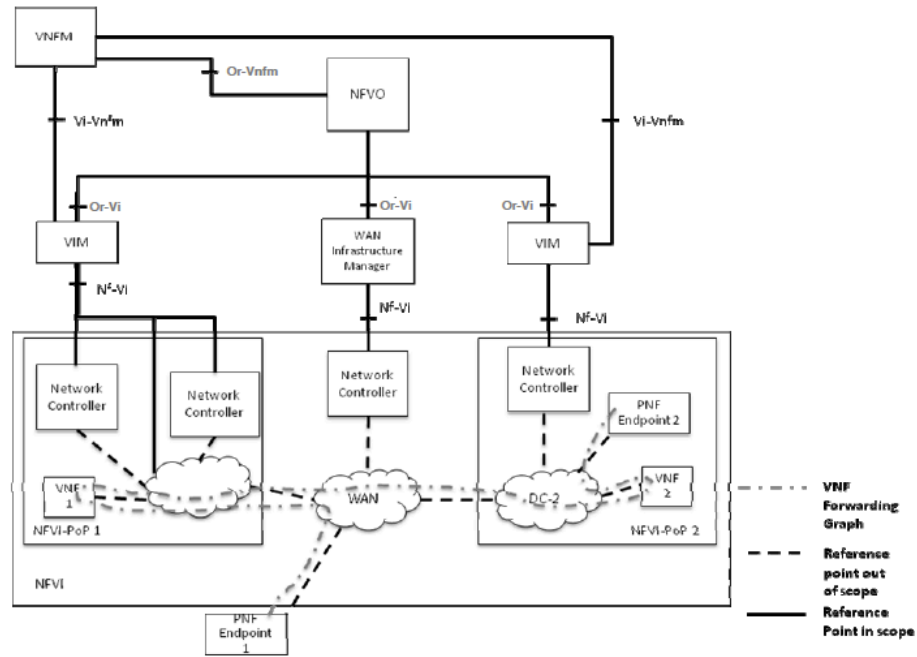 VNFM
Or-Vnfm
NFVO
Vi-Vnfm
Vi-Vnfm
Or-Vi
Or-Vi
Or-Vi
VIM
WAN
Infrastructure
Manager
VIM
Nf-Vi
Nf-Vi
Nf-Vi
Network
Controller
Network
Controller
Network
Controller
Network
Controller
PNF
Endpoint 2
VNF
1
WAN
DC-2
VNF
2
NFVI-PoP 1
NFVI-PoP 2
NFVI
PNF
Endpoint
1
VNF
Forwarding
Graph
Reference
point out
of scope
Reference
Point in scope